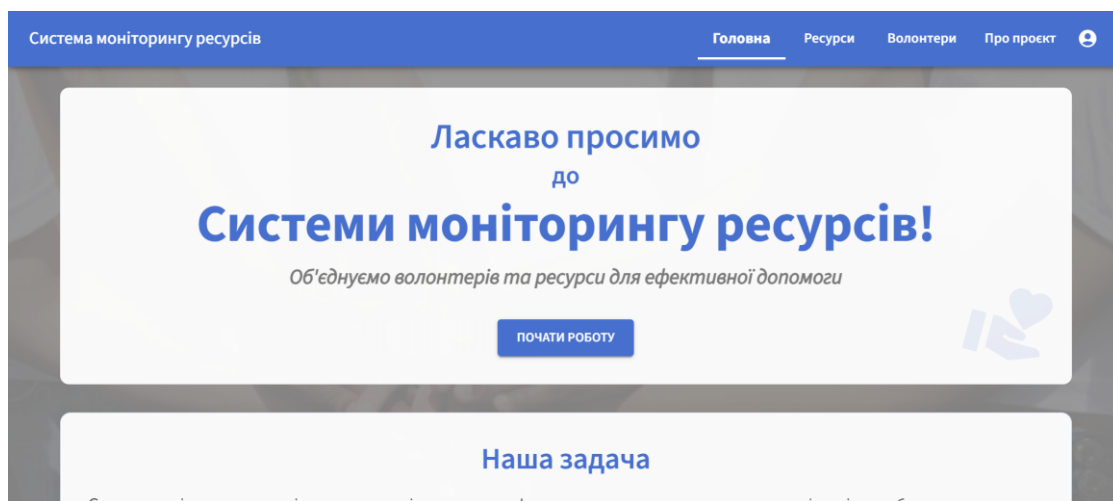 Система моніторингу ресурсів
Головна
Ресурси
Волонтери
Про проєкт
Ласкаво просимо
до
Системи моніторингу ресурсів!
Об'єднуємо волонтерів та ресурси для ефективної допомоги
ПОЧАТИ РОБОТУ
Наша задача